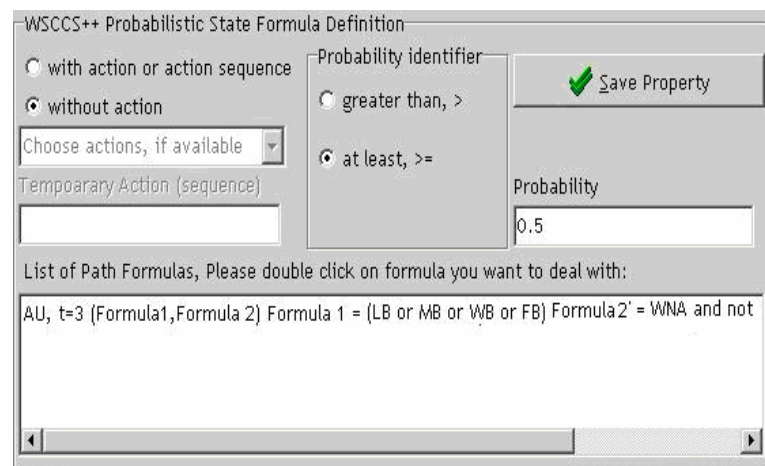 WSCCS++ Probabilistic State Formula Definition
with action or action sequence
without action
Choose actions, if available
Tempoarary Action (sequence)
Probability identifier
greater than, >
at least, >=
Save Property
Probability
0.5
List of Path Formulas, Please double click on formula you want to deal with:
AU, t=3 (Formula1,Formula 2) Formula 1 = (LB or MB or WB or FB) Formula2' = WNA and not